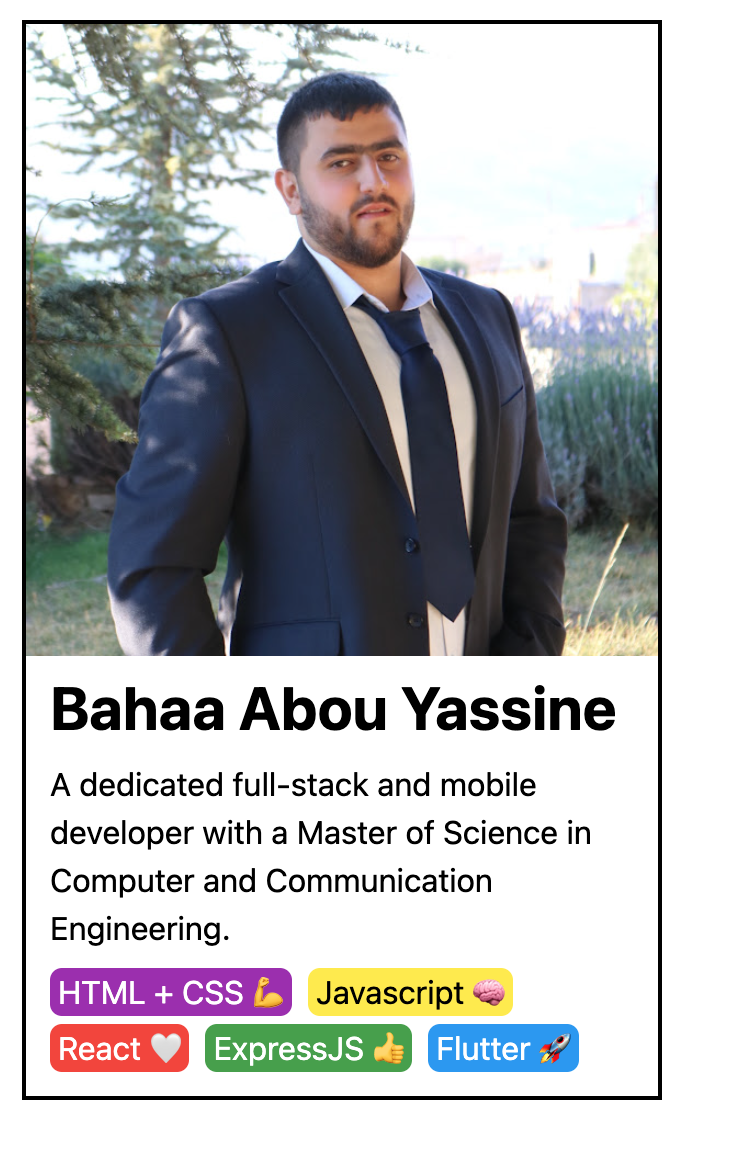 Bahaa Abou Yassine
A dedicated full-stack and mobile
developer with a Master of Science in
Computer and Communication
Engineering.
HTML + CSS 💪 Javascript 🧠
React 🤍 ExpressJS 👍 Flutter 🚀